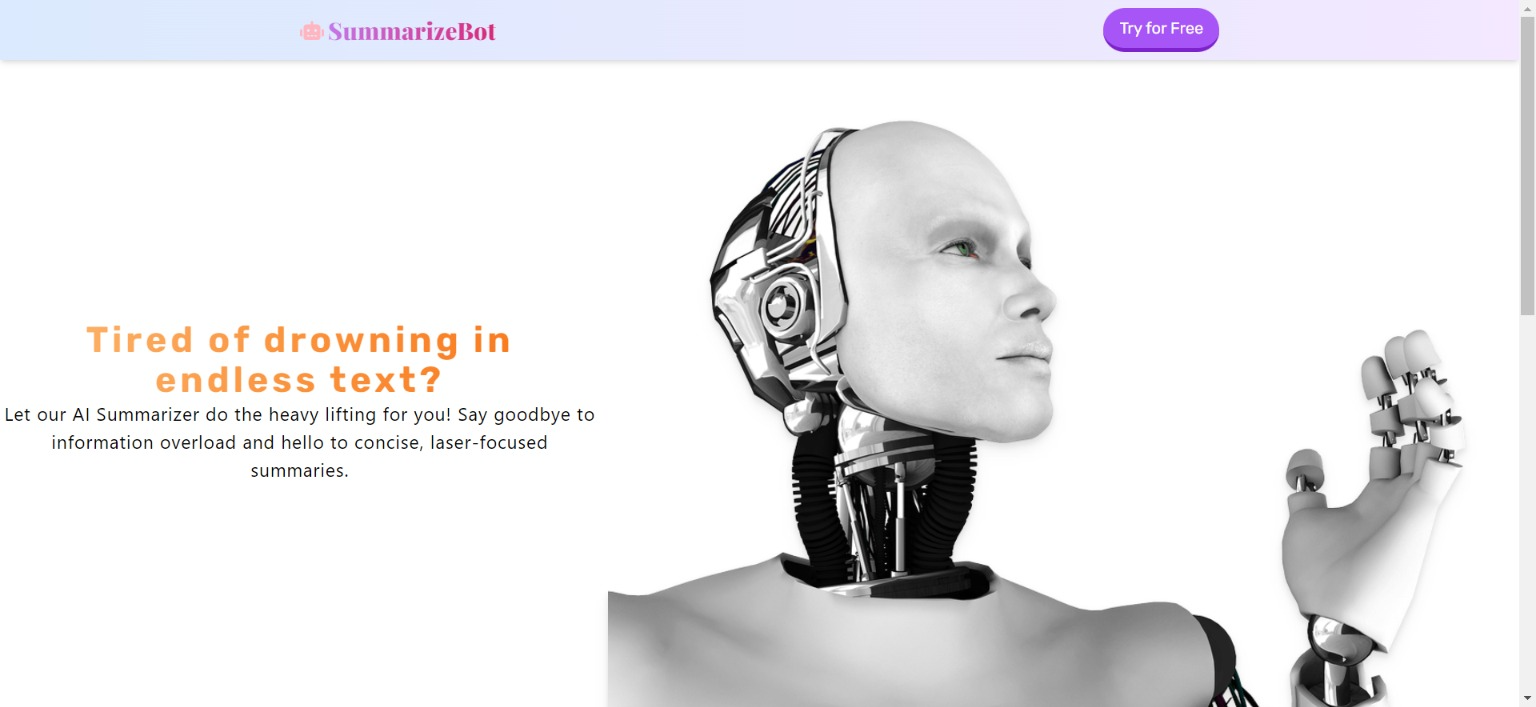 SummarizeBot
Try for Free
Tired of drowning in
endless text?
Let our AI Summarizer do the heavy lifting for you! Say goodbye to
information overload and hello to concise, laser-focused
summaries.